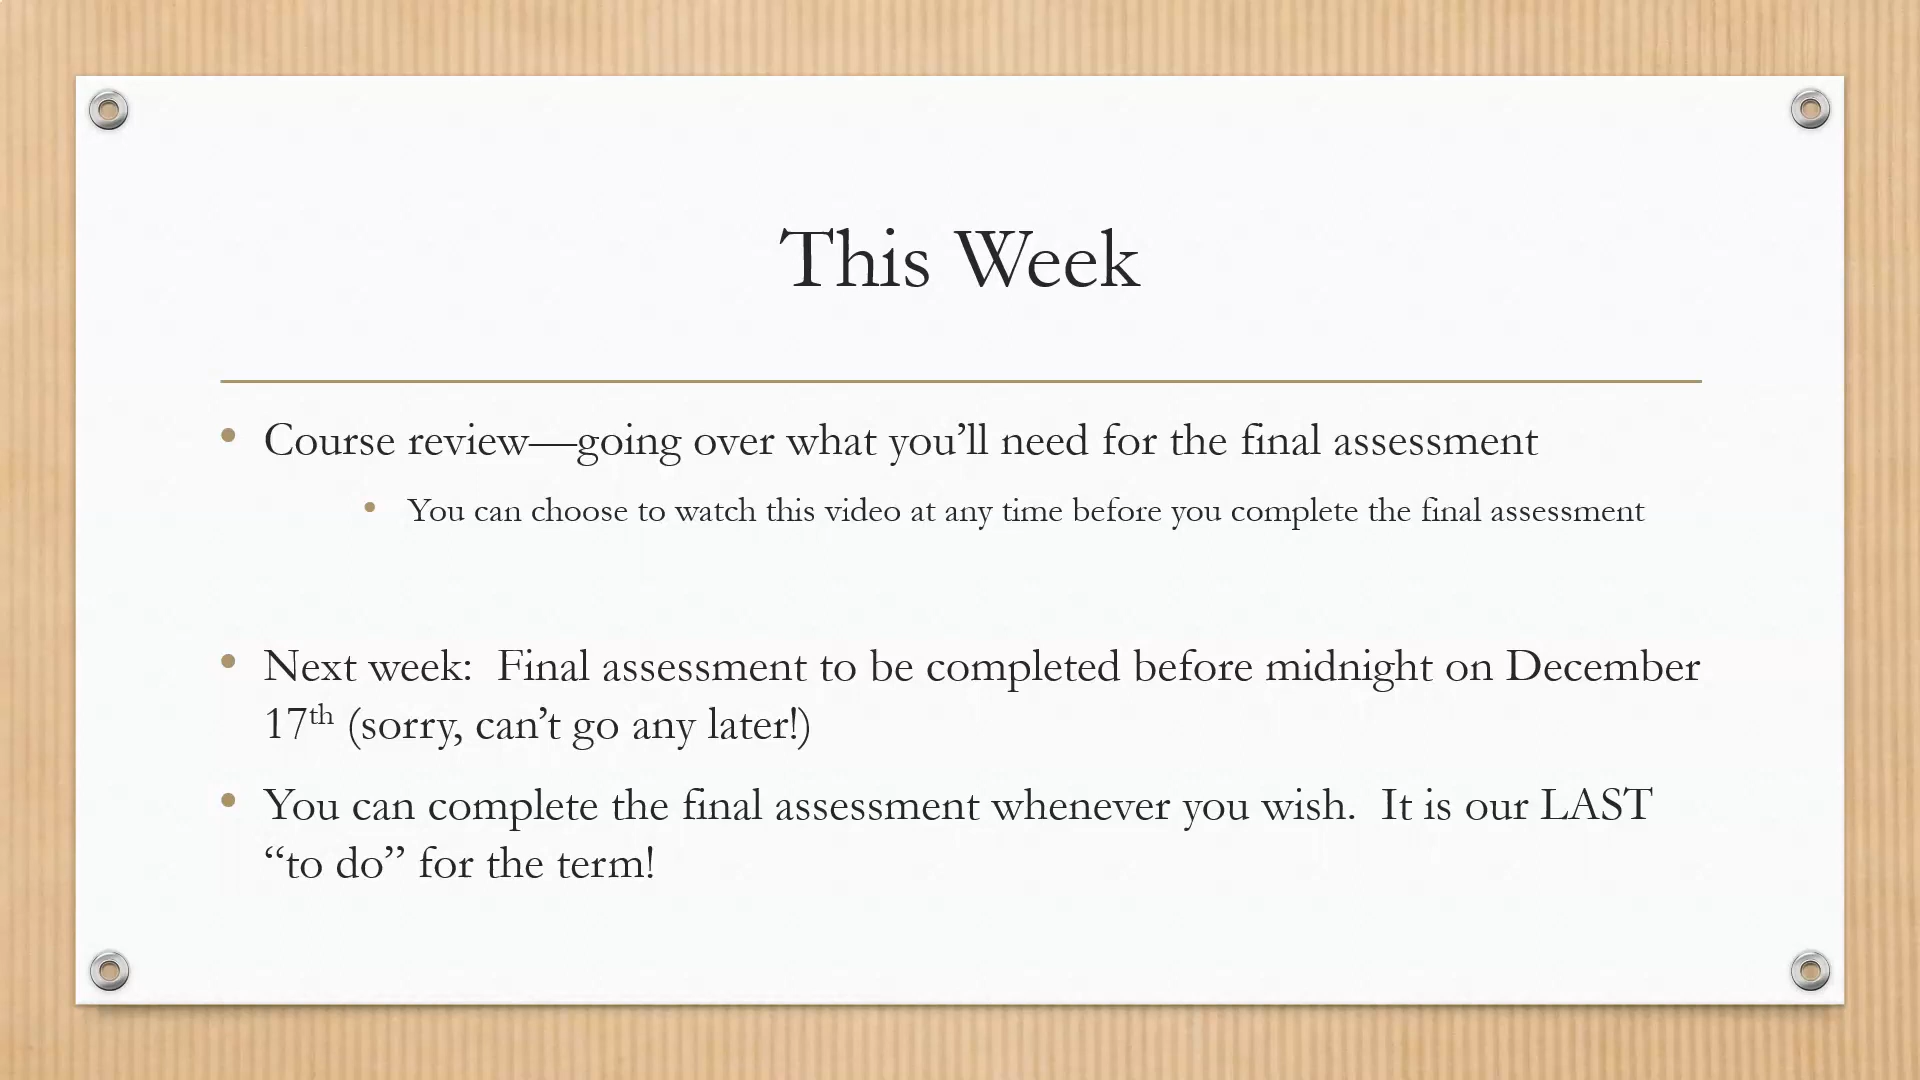 This Week
• Course review—going over what you’ll need for the final assessment
• You can choose to watch this video at any time before you complete the final assessment
• Next week:  Final assessment to be completed before midnight on December
17th (sorry, can’t go any later!)
• You can complete the final assessment whenever you wish.  It is our LAST
“to do” for the term!